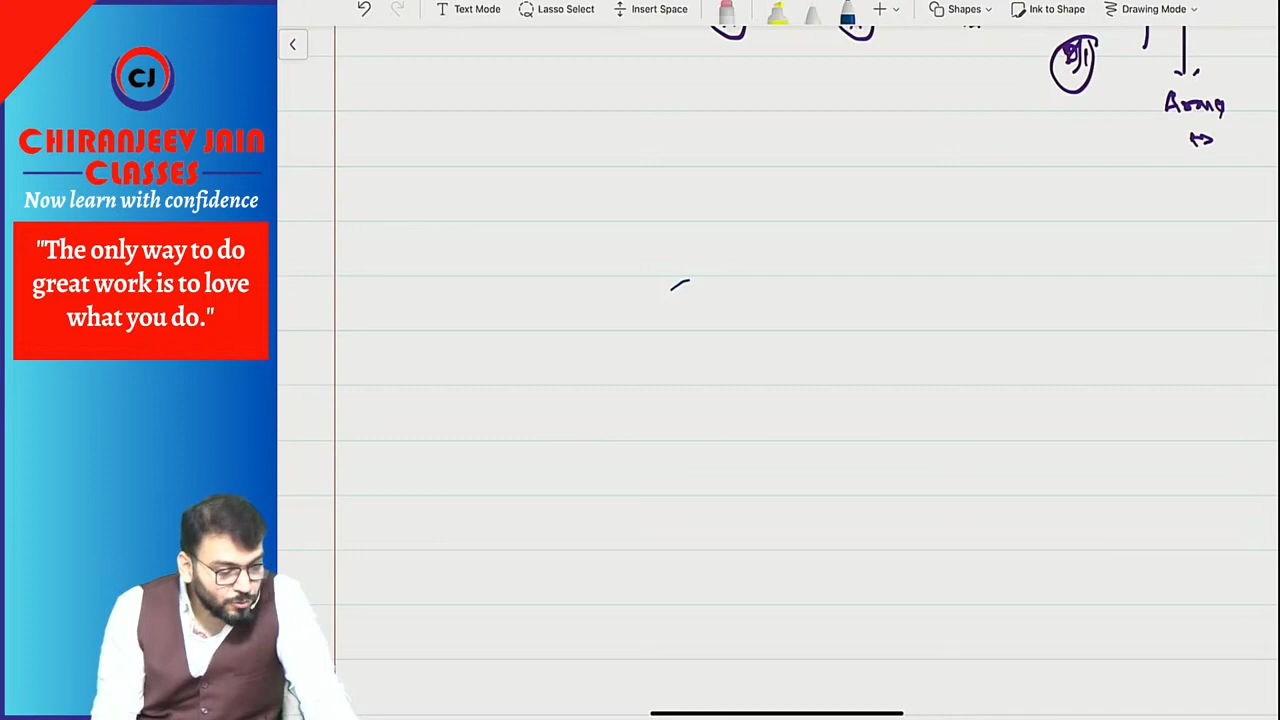 Text Mode
Lasso Select
Insert Space
Shapes
Ink to Shape
Drawing Mode
CJ
CHIRANJEEV JAIN
CLASSES
Now learn with confidence
"The only way to do
great work is to love
what you do."